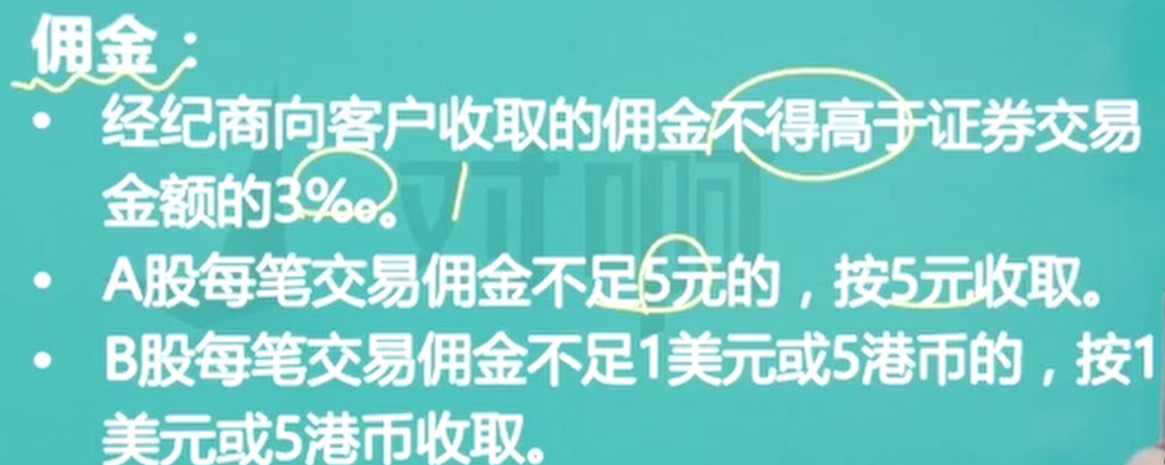 佣金：
• 经纪商向客户收取的佣金不得高于证券交易
金额的3‰。
• A股每笔交易佣金不足5元的，按5元收取。
• B股每笔交易佣金不足1美元或5港币的，按1
美元或5港币收取。
对啊